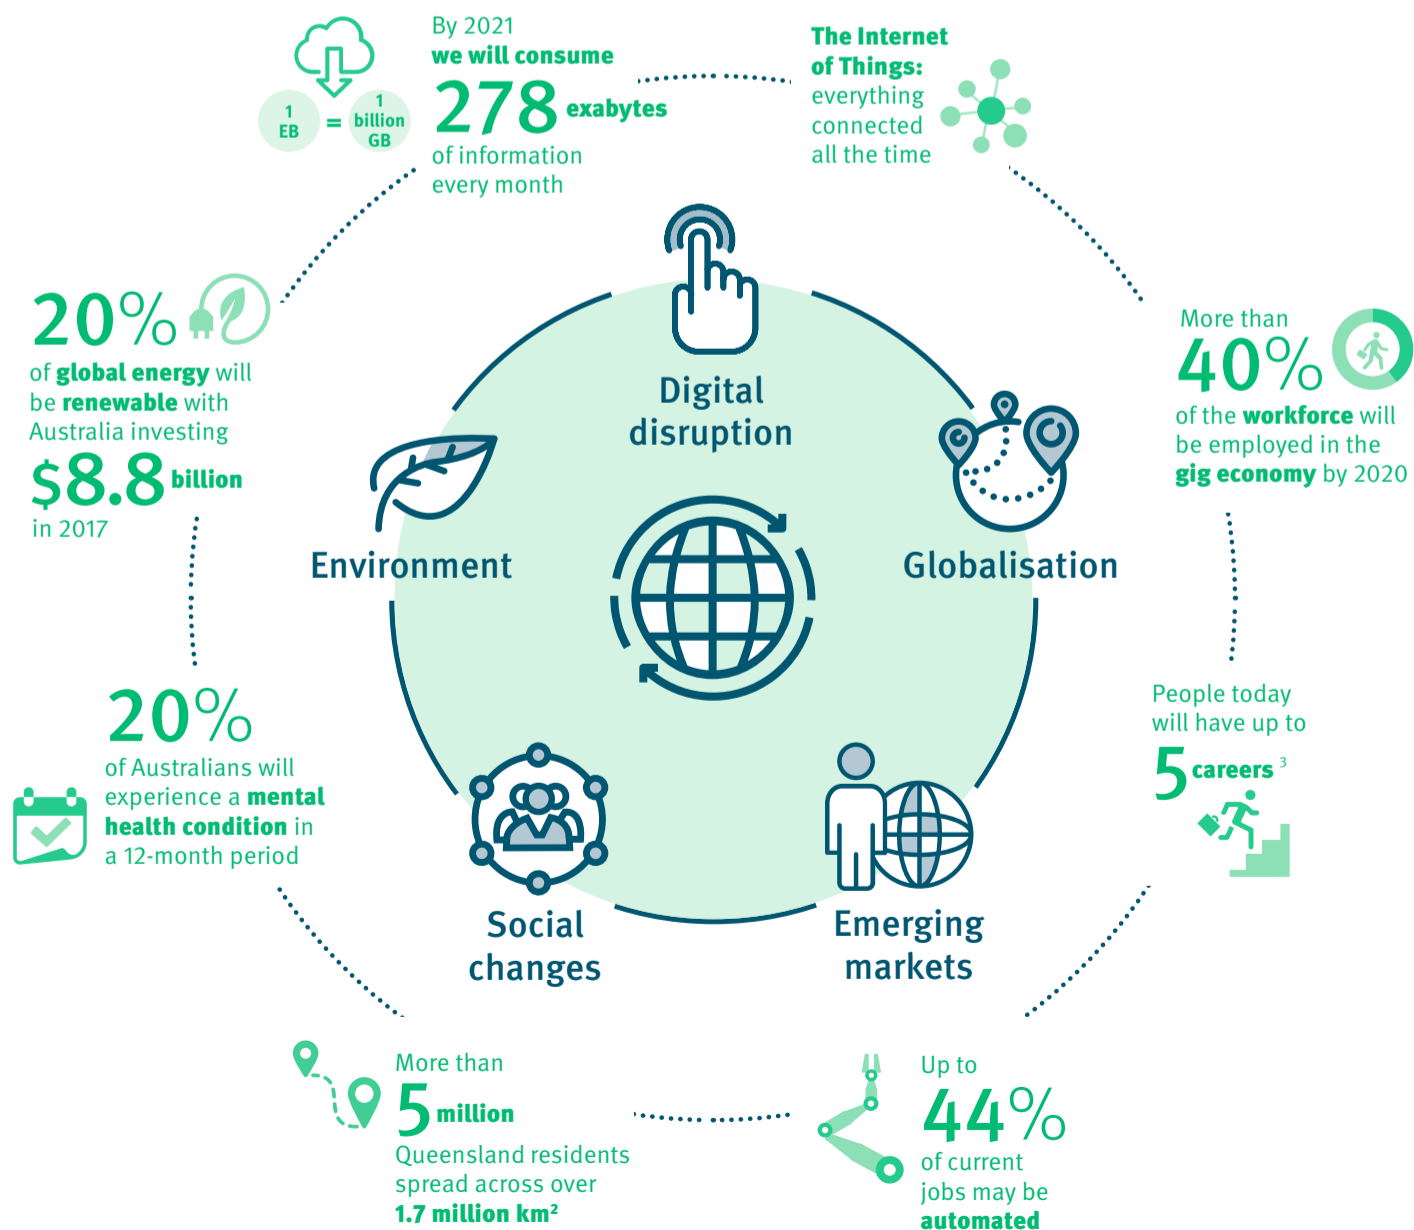 By 2021
we will consume
278 exabytes
of information
every month
1
EB
=
1
billion
GB
The Internet
of Things:
everything
connected
all the time
20%
of global energy will
be renewable with
Australia investing
$8.8 billion
in 2017
More than
40%
of the workforce will
be employed in the
gig economy by 2020
Digital
disruption
Environment
Globalisation
20%
of Australians will
experience a mental
health condition in
a 12-month period
People today
will have up to
5 careers ³
Social
changes
Emerging
markets
More than
5 million
Queensland residents
spread across over
1.7 million km²
Up to
44%
of current
jobs may be
automated